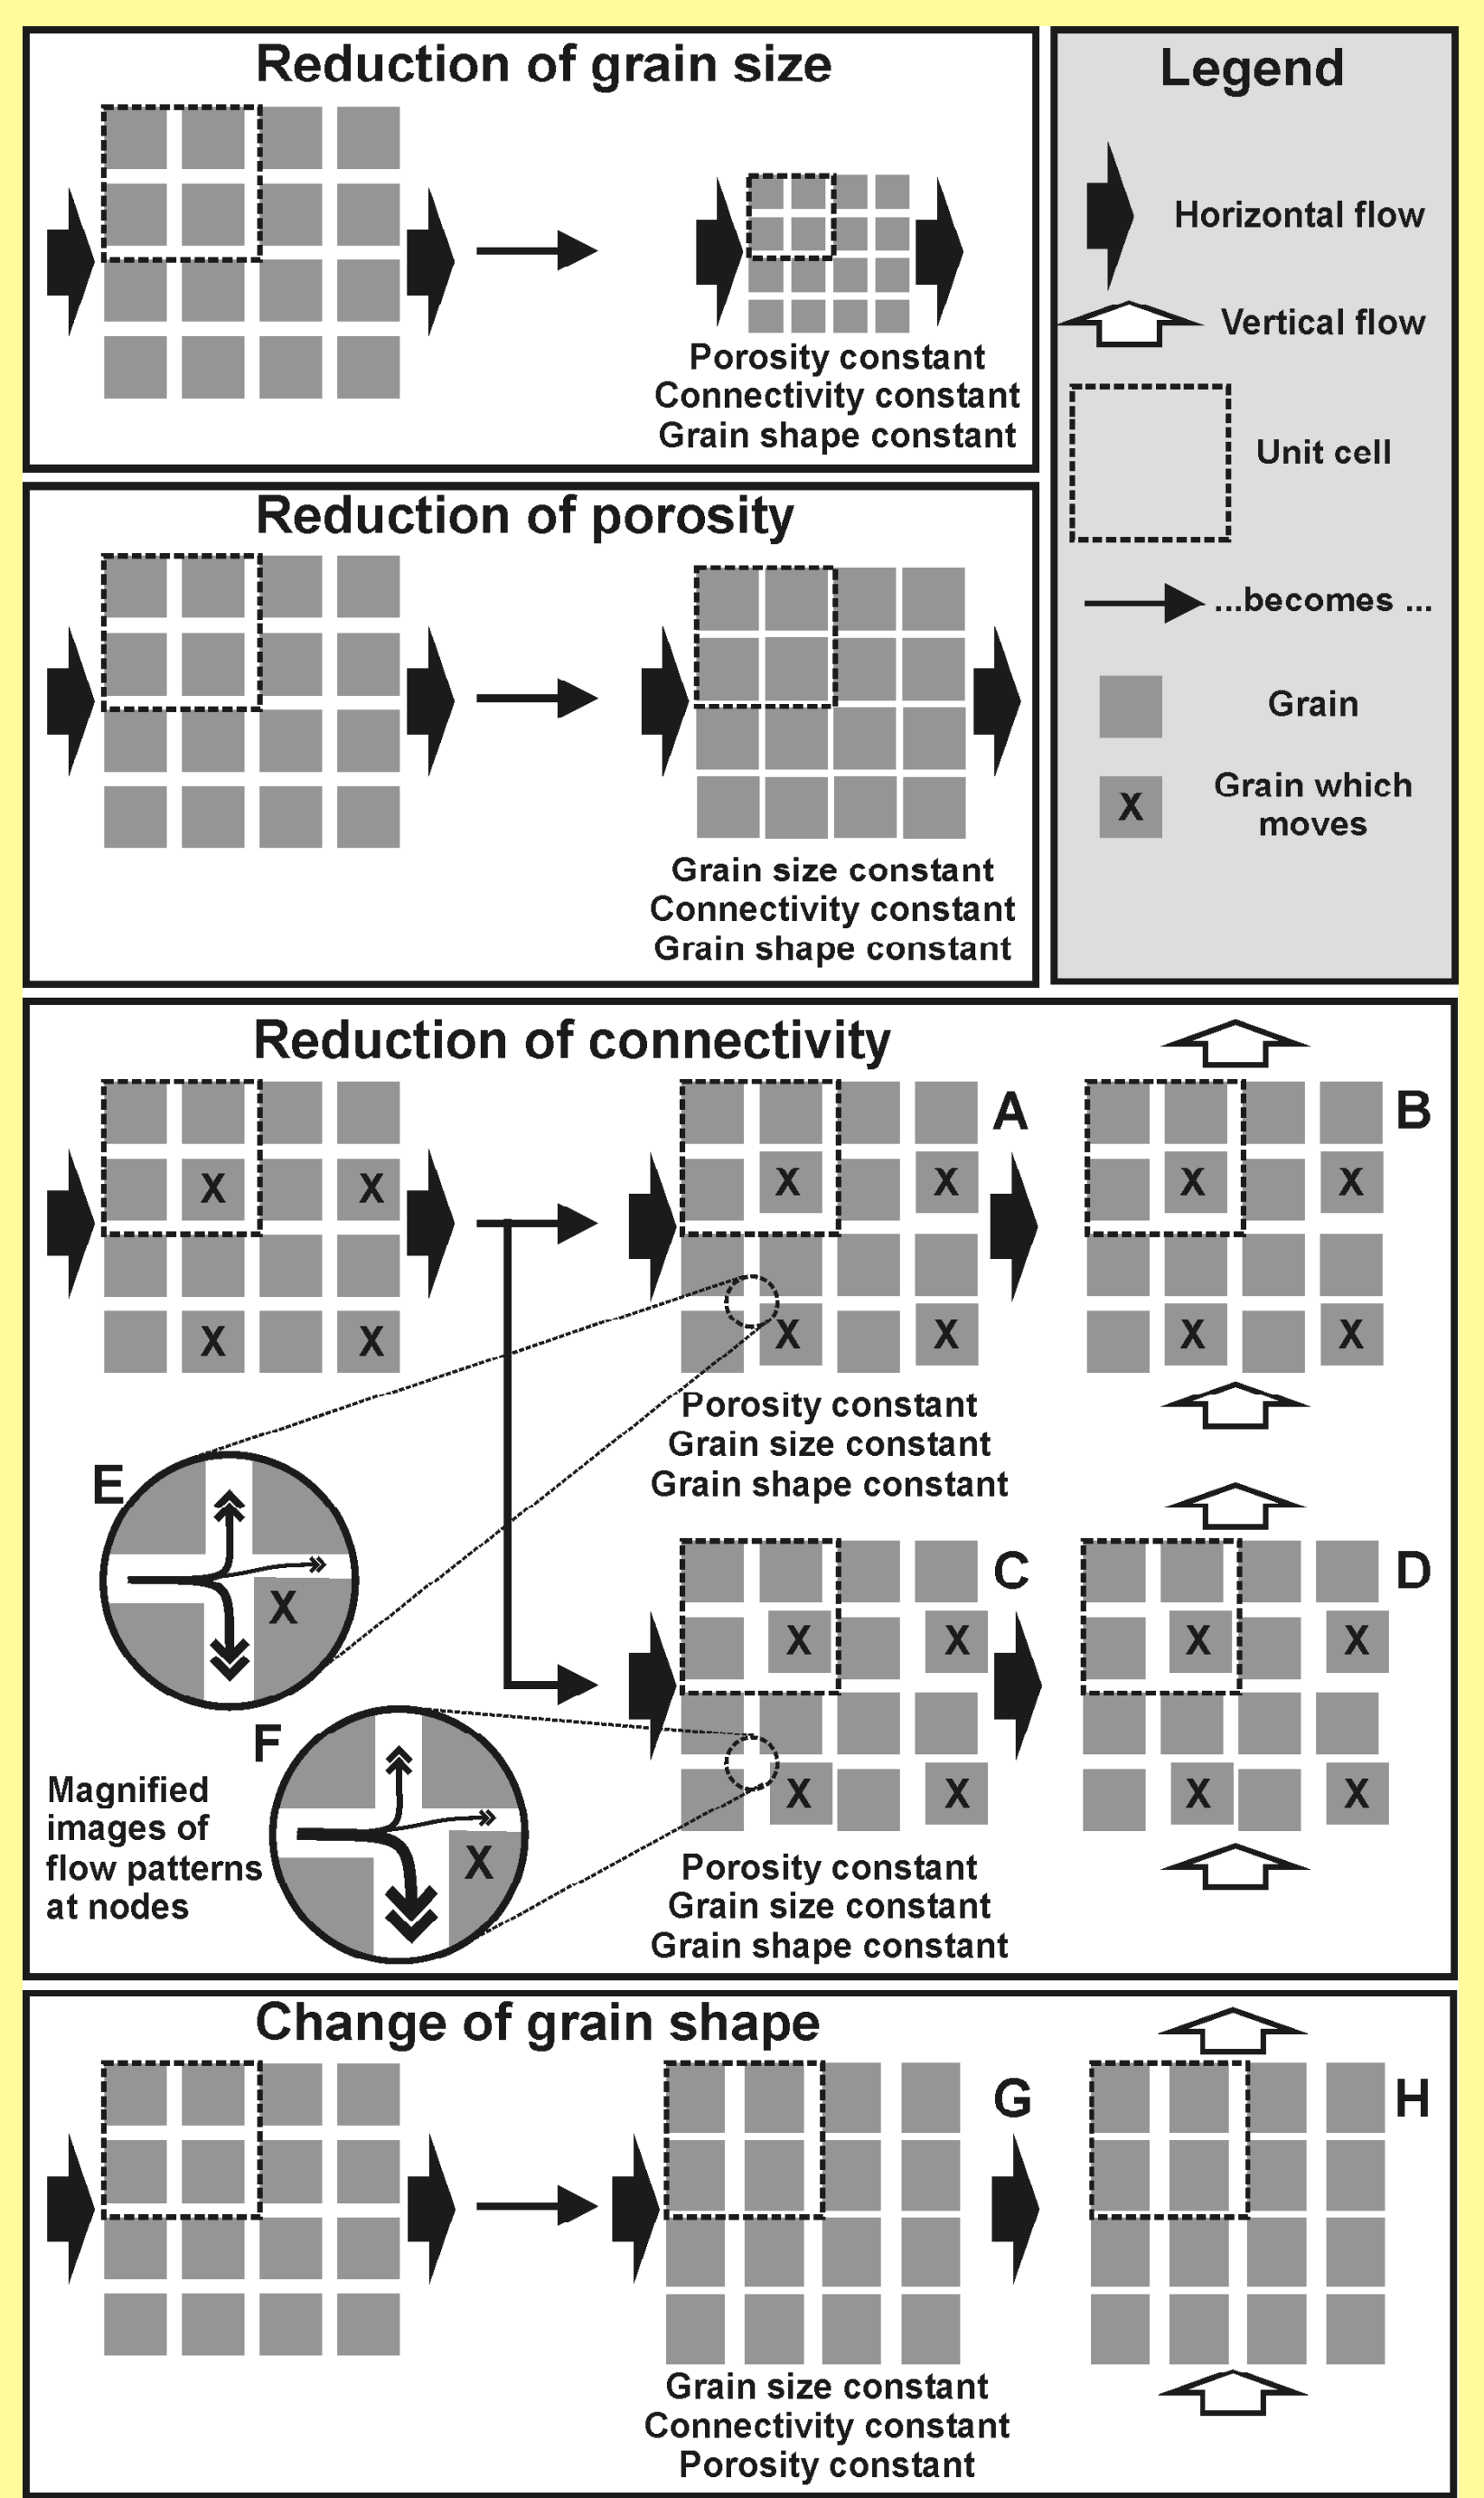 Reduction of grain size
Porosity constant
Connectivity constant
Grain shape constant
Legend
Horizontal flow
Vertical flow
Unit cell
...becomes ...
Grain
X
Grain which
moves
Reduction of porosity
Grain size constant
Connectivity constant
Grain shape constant
Reduction of connectivity
A
B
X X
X X
X X
X X
X X
X X
Porosity constant
Grain size constant
Grain shape constant
E
X
C
D
X X
X X
X X
X X
F
X
Magnified
images of
flow patterns
at nodes
Porosity constant
Grain size constant
Grain shape constant
Change of grain shape
G
H
Grain size constant
Connectivity constant
Porosity constant